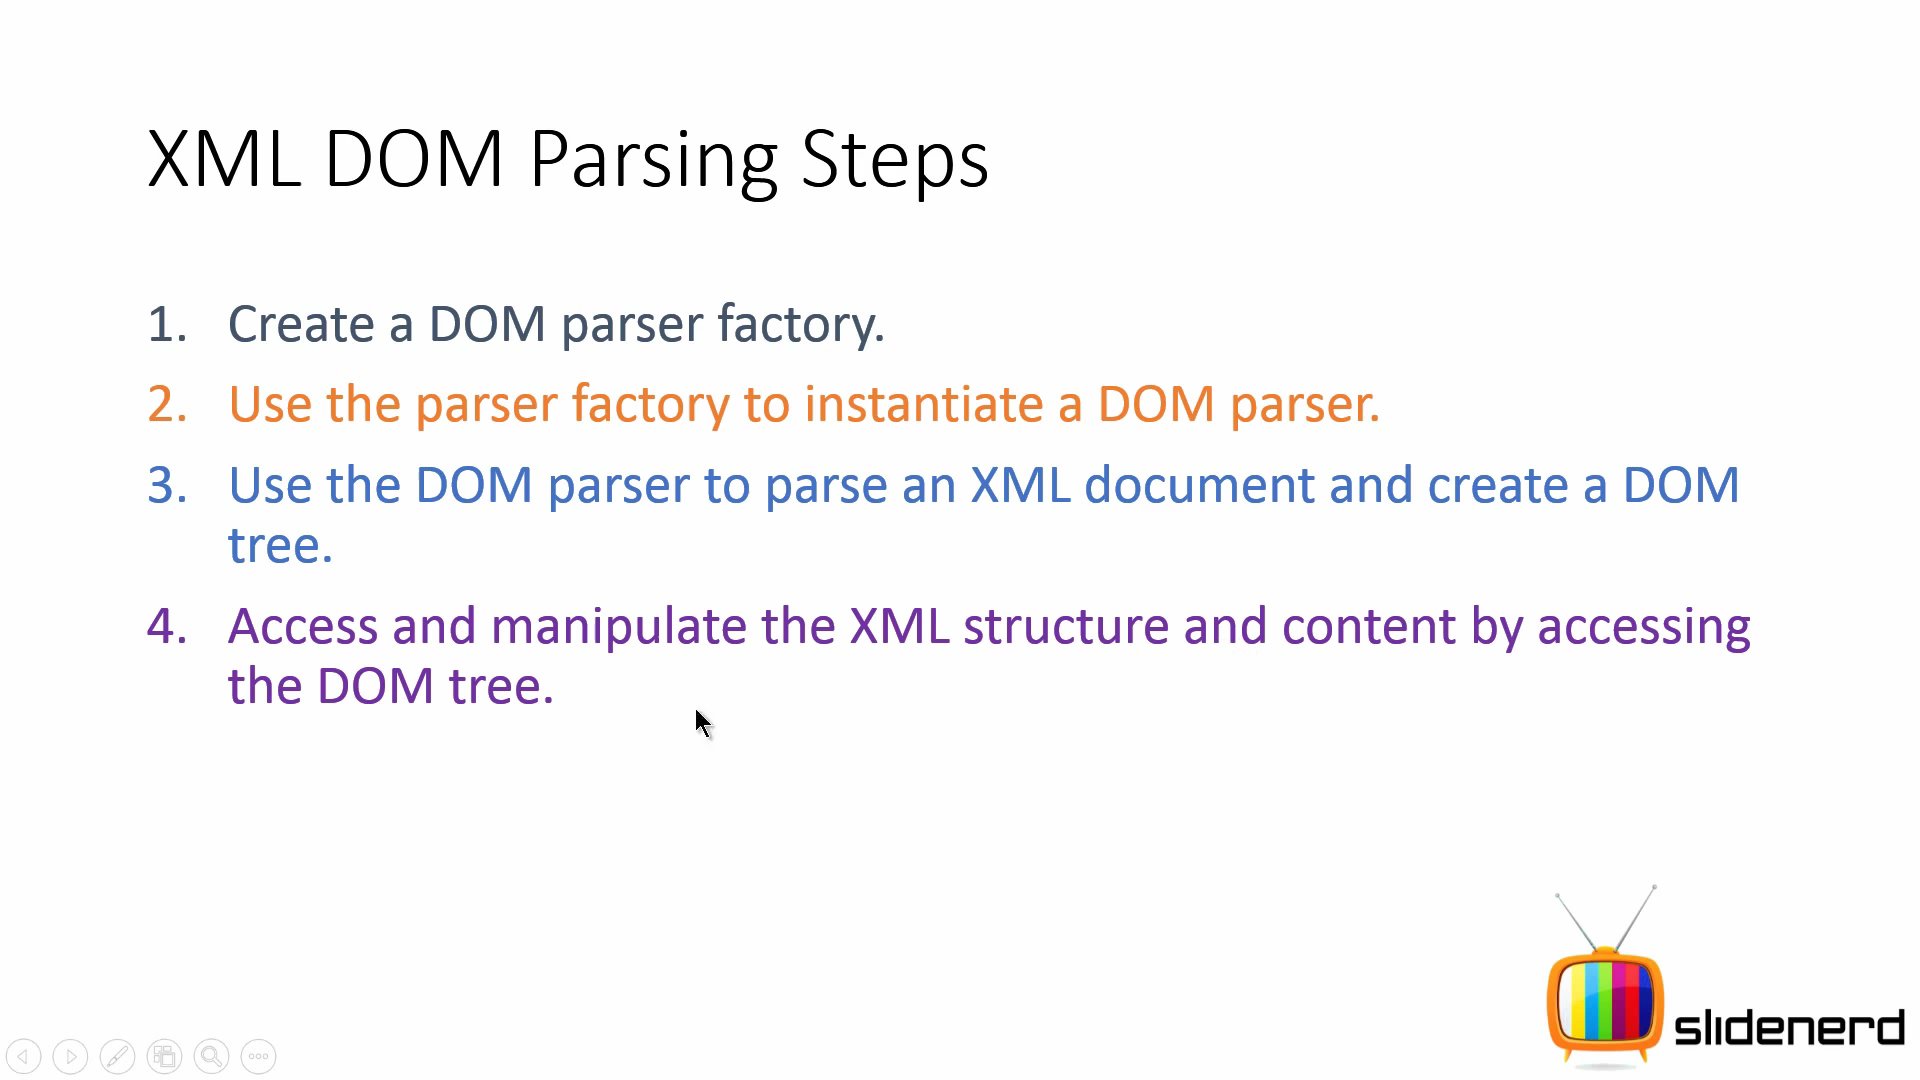 XML DOM Parsing Steps
1. Create a DOM parser factory.
2. Use the parser factory to instantiate a DOM parser.
3. Use the DOM parser to parse an XML document and create a DOM
tree.
4. Access and manipulate the XML structure and content by accessing
the DOM tree.
slidenerd